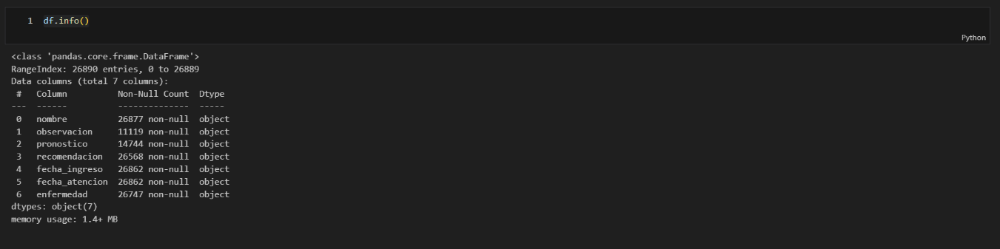 1 df.info()
Python
<class 'pandas.core.frame.DataFrame'>
RangeIndex: 26890 entries, 0 to 26889
Data columns (total 7 columns):
 #   Column          Non-Null Count  Dtype
---  ------          --------------  -----
 0   nombre          26877 non-null  object
 1   observacion     11119 non-null  object
 2   pronostico      14744 non-null  object
 3   recomendacion   26568 non-null  object
 4   fecha_ingreso   26862 non-null  object
 5   fecha_atencion  26862 non-null  object
 6   enfermedad      26747 non-null  object
dtypes: object(7)
memory usage: 1.4+ MB